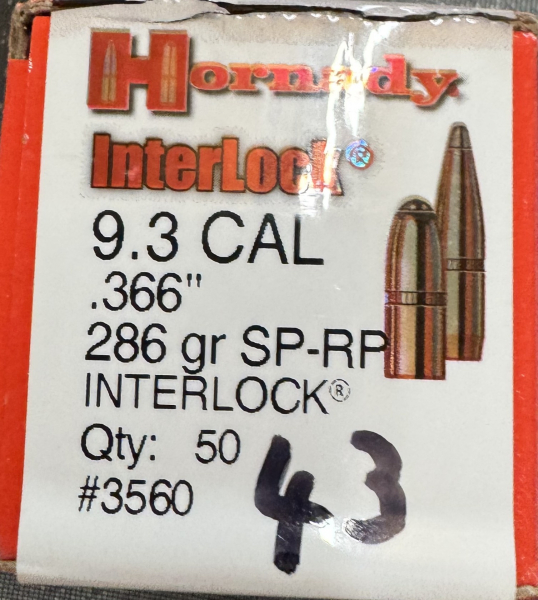 Hornady
InterLock®
9.3 CAL
.366"
286 gr SP-RP
INTERLOCK®
Qty: 50
#3560
43